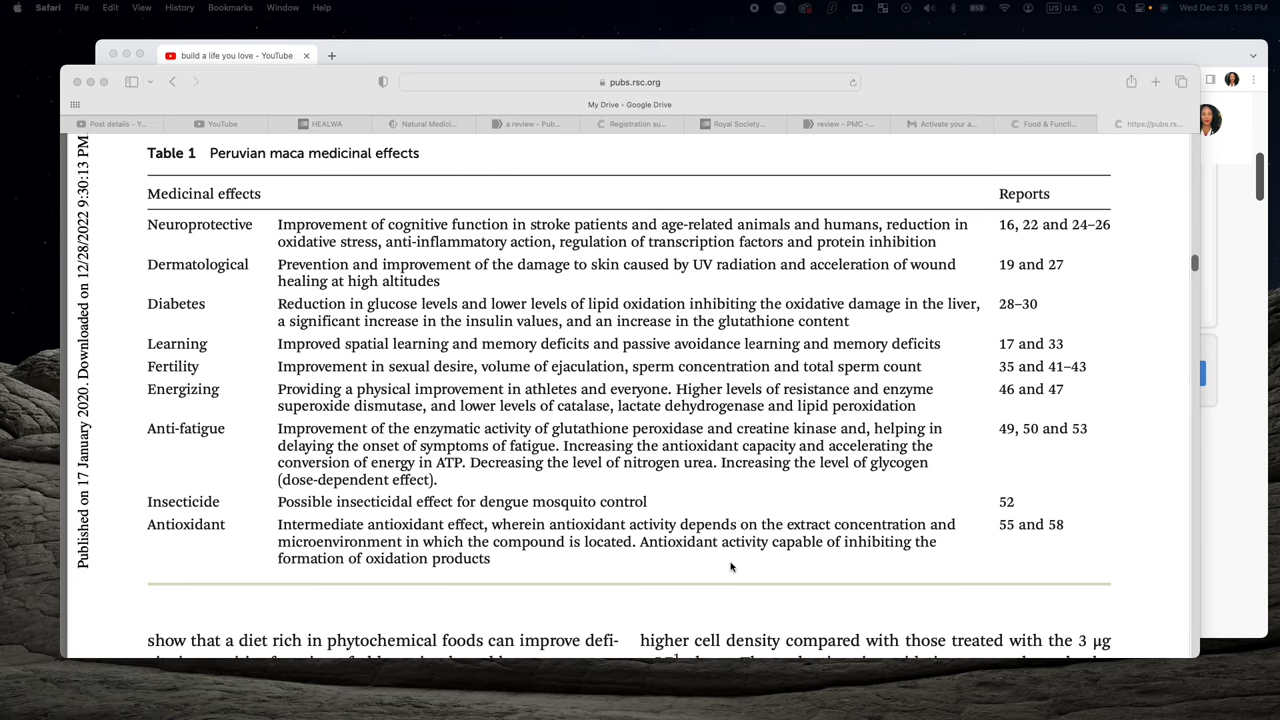 Safari File Edit View History Bookmarks Window Help US U.S. Wed Dec 28 1:36 PM
build a life you love - YouTube
pubs.rsc.org
My Drive - Google Drive
Post details - Y... YouTube HEALWA Natural Medici... a review - Pub... Registration su... Royal Society... review - PMC -... Activate your a... Food & Functi... https://pubs.rs...
Published on 17 January 2020. Downloaded on 12/28/2022 9:30:13 PM
Table 1 Peruvian maca medicinal effects
Medicinal effects Reports
Neuroprotective Improvement of cognitive function in stroke patients and age-related animals and humans, reduction in 16, 22 and 24–26
oxidative stress, anti-inflammatory action, regulation of transcription factors and protein inhibition
Dermatological Prevention and improvement of the damage to skin caused by UV radiation and acceleration of wound 19 and 27
healing at high altitudes
Diabetes Reduction in glucose levels and lower levels of lipid oxidation inhibiting the oxidative damage in the liver, 28–30
a significant increase in the insulin values, and an increase in the glutathione content
Learning Improved spatial learning and memory deficits and passive avoidance learning and memory deficits 17 and 33
Fertility Improvement in sexual desire, volume of ejaculation, sperm concentration and total sperm count 35 and 41–43
Energizing Providing a physical improvement in athletes and everyone. Higher levels of resistance and enzyme 46 and 47
superoxide dismutase, and lower levels of catalase, lactate dehydrogenase and lipid peroxidation
Anti-fatigue Improvement of the enzymatic activity of glutathione peroxidase and creatine kinase and, helping in 49, 50 and 53
delaying the onset of symptoms of fatigue. Increasing the antioxidant capacity and accelerating the
conversion of energy in ATP. Decreasing the level of nitrogen urea. Increasing the level of glycogen
(dose-dependent effect).
Insecticide Possible insecticidal effect for dengue mosquito control 52
Antioxidant Intermediate antioxidant effect, wherein antioxidant activity depends on the extract concentration and 55 and 58
microenvironment in which the compound is located. Antioxidant activity capable of inhibiting the
formation of oxidation products
show that a diet rich in phytochemical foods can improve defi-
higher cell density compared with those treated with the 3 μg